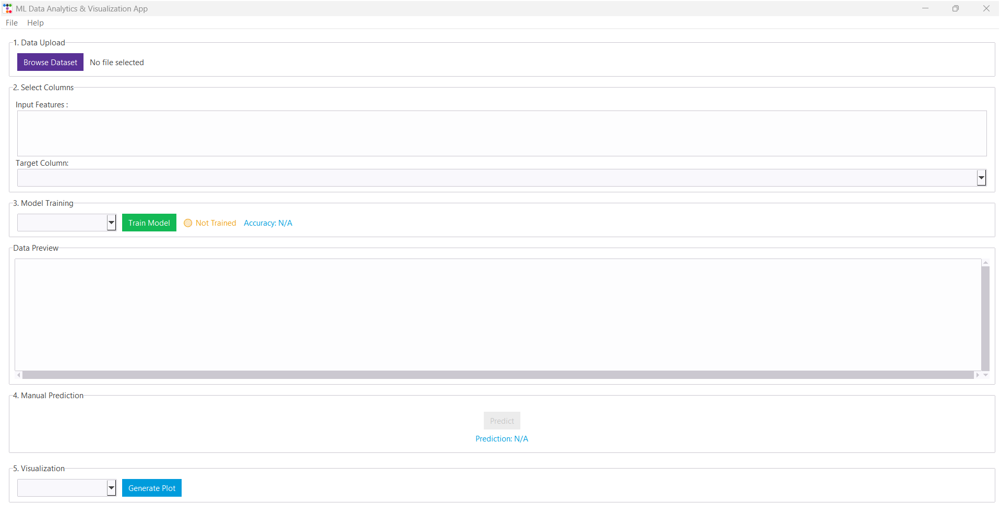 ML Data Analytics & Visualization App
File Help
1. Data Upload
Browse Dataset No file selected
2. Select Columns
Input Features :
Target Column:
3. Model Training
Train Model Not Trained Accuracy: N/A
Data Preview
4. Manual Prediction
Predict
Prediction: N/A
5. Visualization
Generate Plot